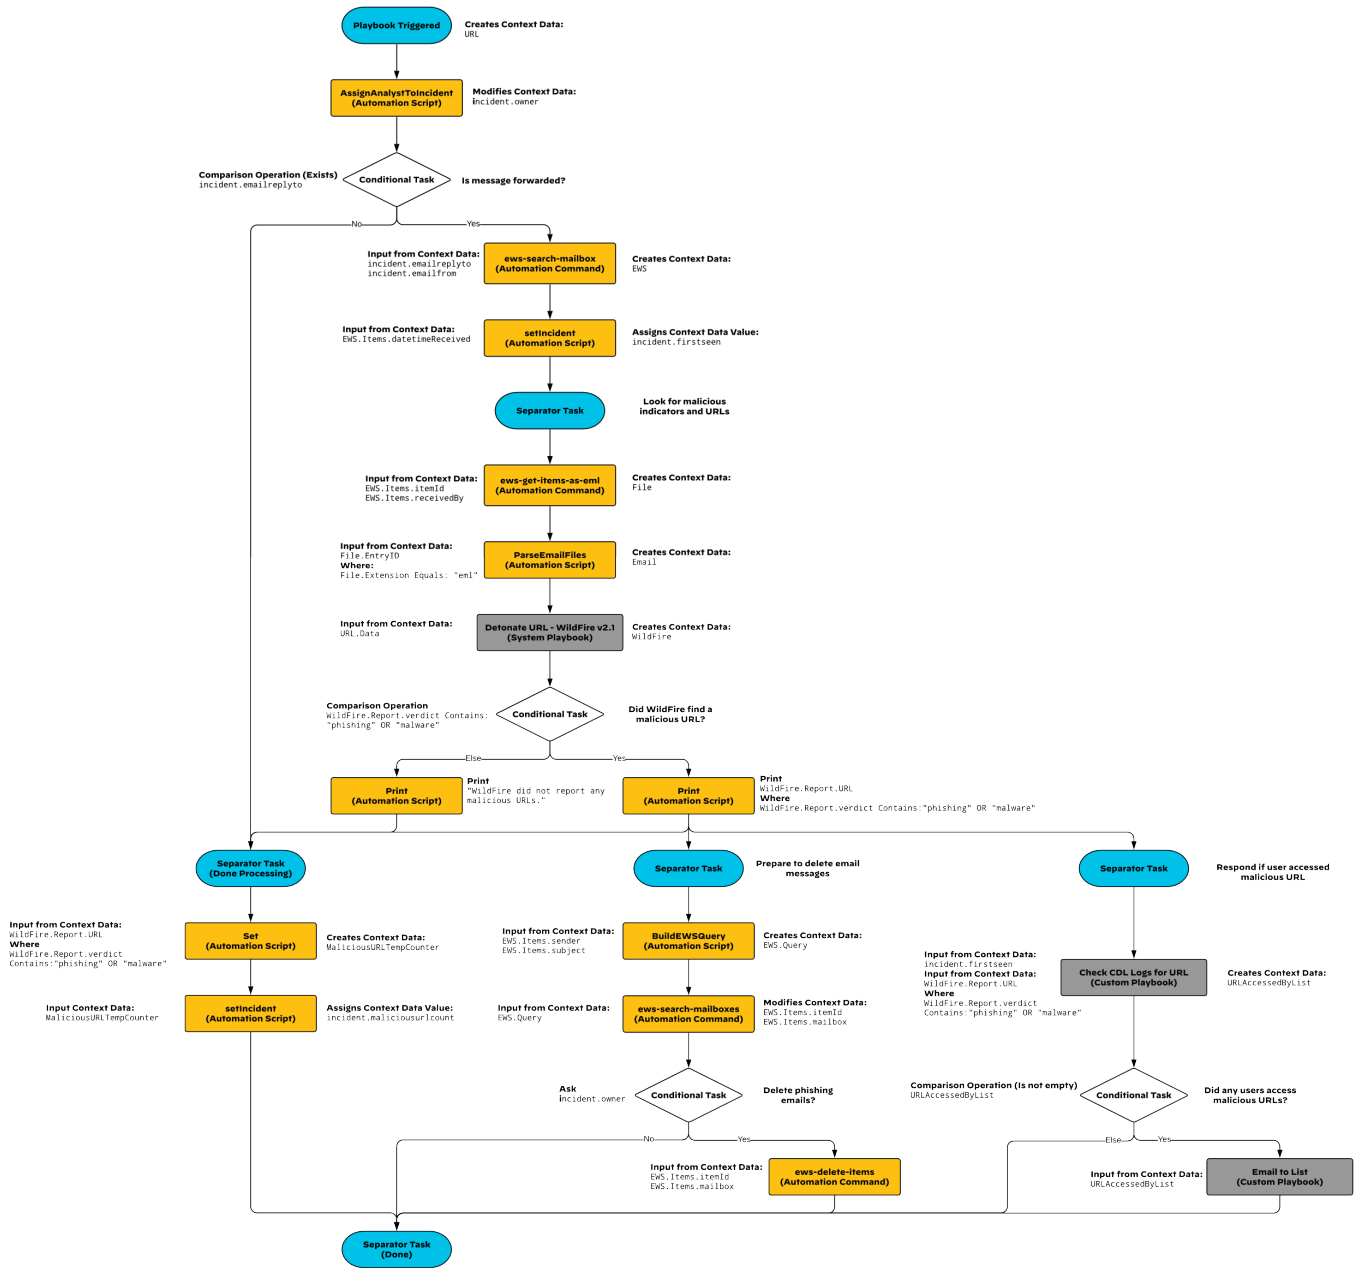 Playbook Triggered
Creates Context Data:
URL
AssignAnalystToIncident
(Automation Script)
Modifies Context Data:
incident.owner
Comparison Operation (Exists)
incident.emailreplyto
Conditional Task
Is message forwarded?
No
Yes
Input from Context Data:
incident.emailreplyto
incident.emailfrom
ews-search-mailbox
(Automation Command)
Creates Context Data:
EWS
Input from Context Data:
EWS.Items.datetimeReceived
setIncident
(Automation Script)
Assigns Context Data Value:
incident.firstseen
Separator Task
Look for malicious
indicators and URLs
Input from Context Data:
EWS.Items.itemId
EWS.Items.receivedBy
ews-get-items-as-eml
(Automation Command)
Creates Context Data:
File
Input from Context Data:
File.EntryID
Where:
File.Extension Equals: "eml"
ParseEmailFiles
(Automation Script)
Creates Context Data:
Email
Input from Context Data:
URL.Data
Detonate URL - WildFire v2.1
(System Playbook)
Creates Context Data:
WildFire
Comparison Operation
WildFire.Report.verdict Contains:
"phishing" OR "malware"
Conditional Task
Did WildFire find a
malicious URL?
Else
Yes
Print
(Automation Script)
Print
"WildFire did not report any
malicious URLs."
Print
(Automation Script)
Print
WildFire.Report.URL
Where
WildFire.Report.verdict Contains:"phishing" OR "malware"
Separator Task
(Done Processing)
Separator Task
Prepare to delete email
messages
Separator Task
Respond if user accessed
malicious URL
Input from Context Data:
WildFire.Report.URL
Where
WildFire.Report.verdict
Contains:"phishing" OR "malware"
Set
(Automation Script)
Creates Context Data:
MaliciousURLTempCounter
Input from Context Data:
EWS.Items.sender
EWS.Items.subject
BuildEWSQuery
(Automation Script)
Creates Context Data:
EWS.Query
Input from Context Data:
incident.firstseen
Input from Context Data:
WildFire.Report.URL
Where
WildFire.Report.verdict
Contains:"phishing" OR "malware"
Check CDL Logs for URL
(Custom Playbook)
Creates Context Data:
URLAccessedByList
Input Context Data:
MaliciousURLTempCounter
setIncident
(Automation Script)
Assigns Context Data Value:
incident.maliciousurlcount
Input from Context Data:
EWS.Query
ews-search-mailboxes
(Automation Command)
Modifies Context Data:
EWS.Items.itemId
EWS.Items.mailbox
Ask
incident.owner
Conditional Task
Delete phishing
emails?
Comparison Operation (Is not empty)
URLAccessedByList
Conditional Task
Did any users access
malicious URLs?
No
Yes
Else
Yes
Input from Context Data:
EWS.Items.itemId
EWS.Items.mailbox
ews-delete-items
(Automation Command)
Input from Context Data:
URLAccessedByList
Email to List
(Custom Playbook)
Separator Task
(Done)